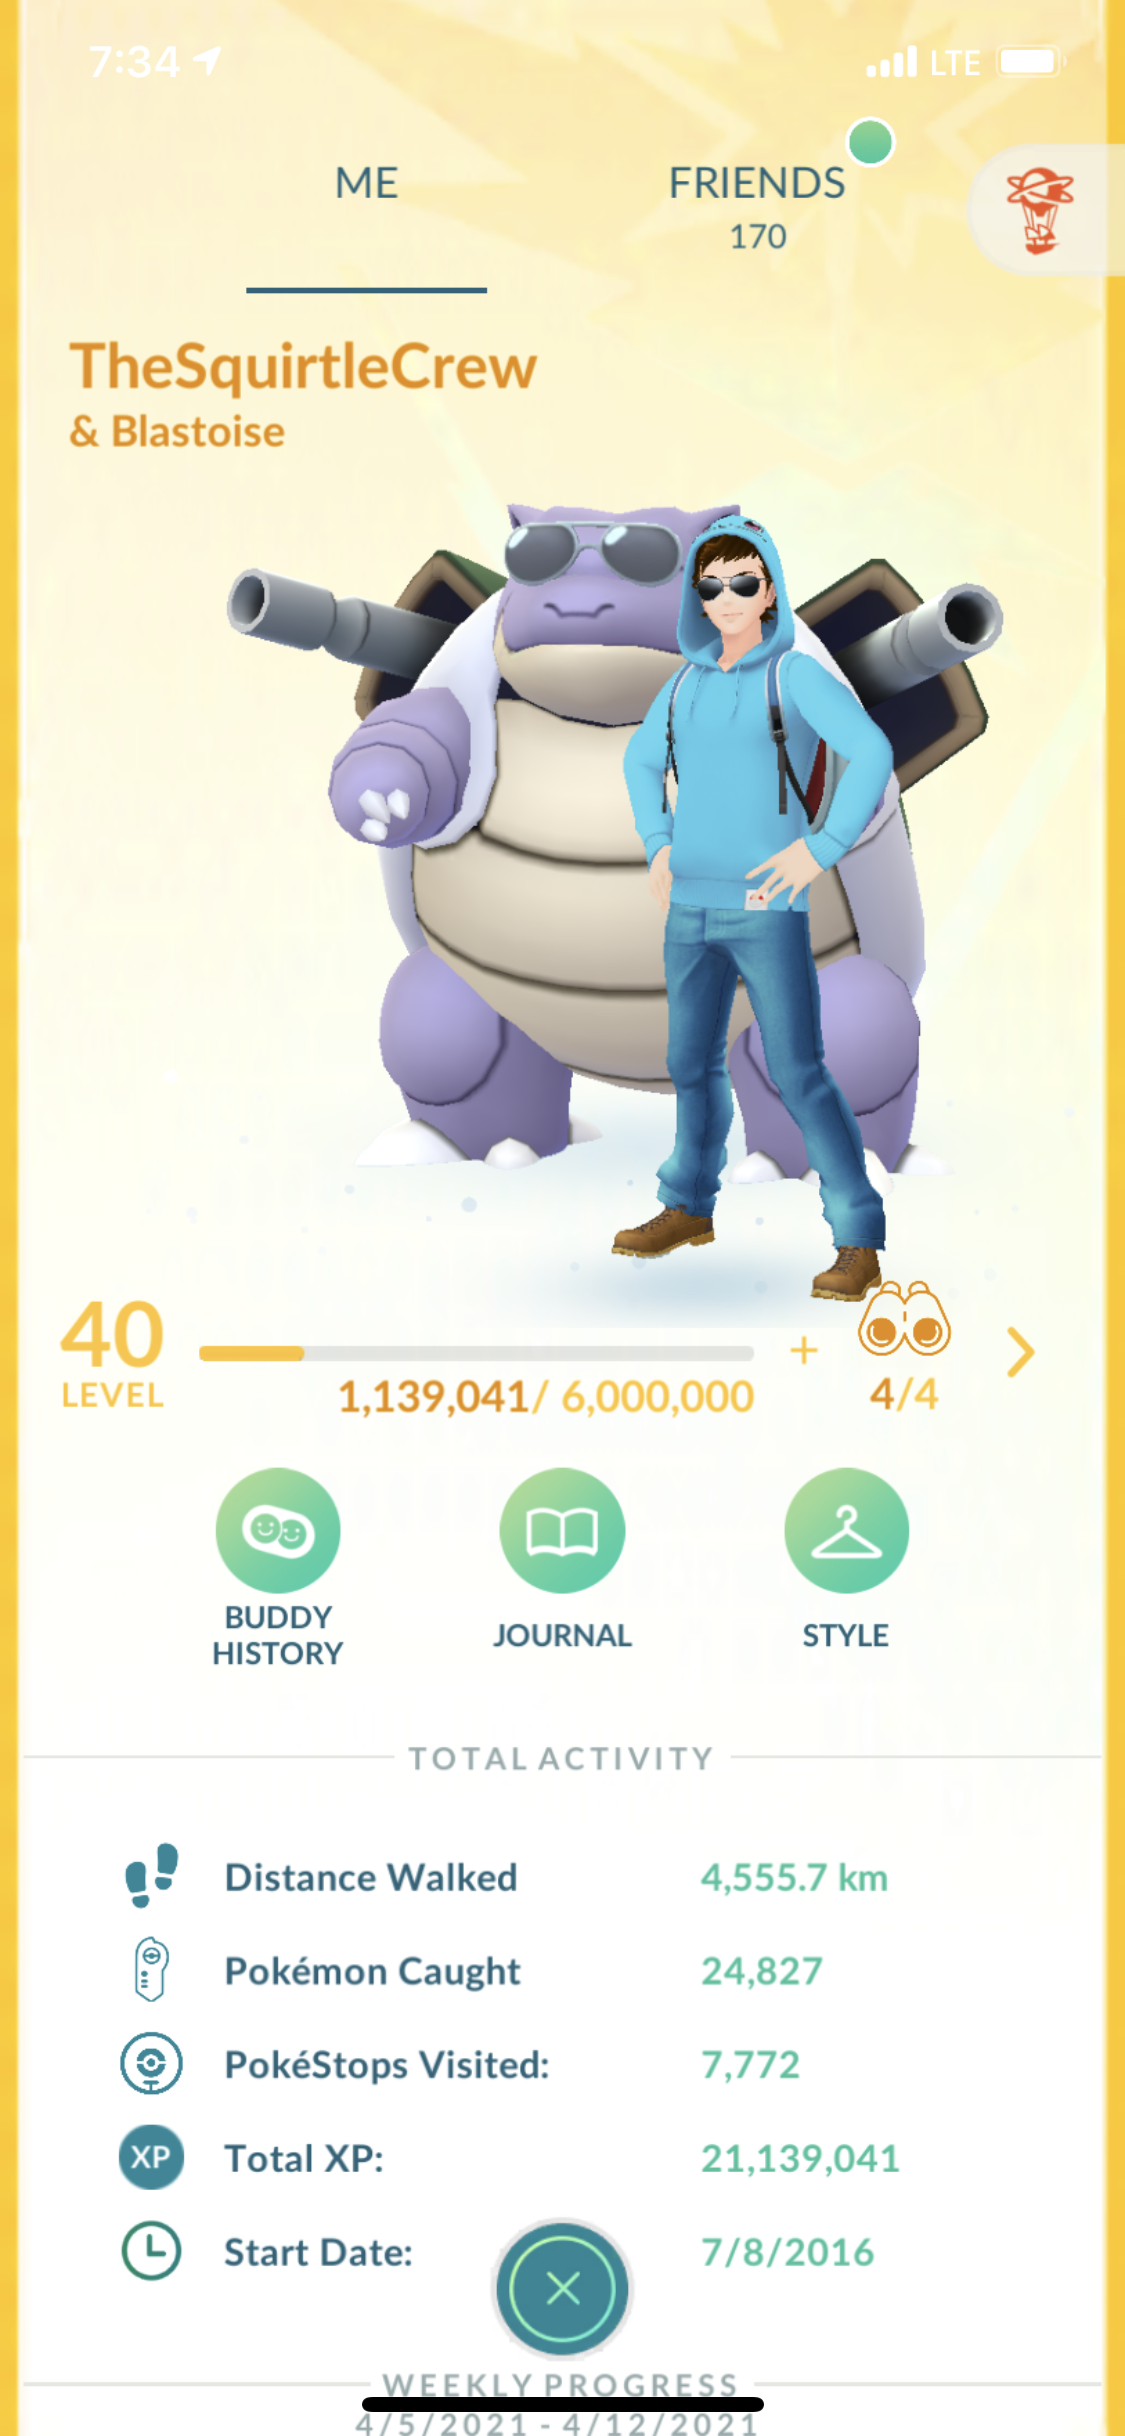 7:34
LTE
ME
FRIENDS
170
TheSquirtleCrew
& Blastoise
40
LEVEL
1,139,041/ 6,000,000
+
4/4
BUDDY
HISTORY
JOURNAL
STYLE
TOTAL ACTIVITY
Distance Walked 4,555.7 km
Pokémon Caught 24,827
PokéStops Visited: 7,772
XP Total XP: 21,139,041
Start Date: 7/8/2016
WEEKLY PROGRESS
4/5/2021 - 4/12/2021